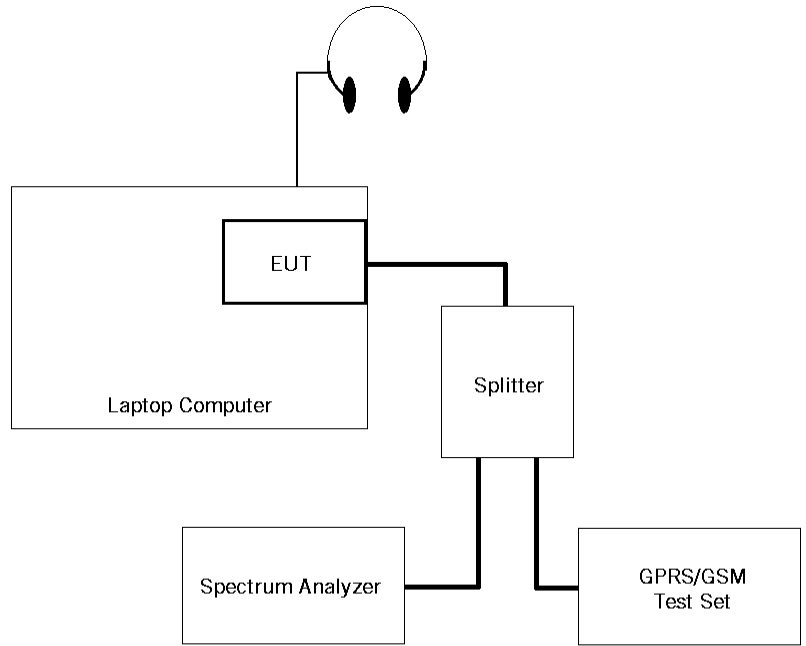 EUT
Splitter
Laptop Computer
Spectrum Analyzer
GPRS/GSM
Test Set